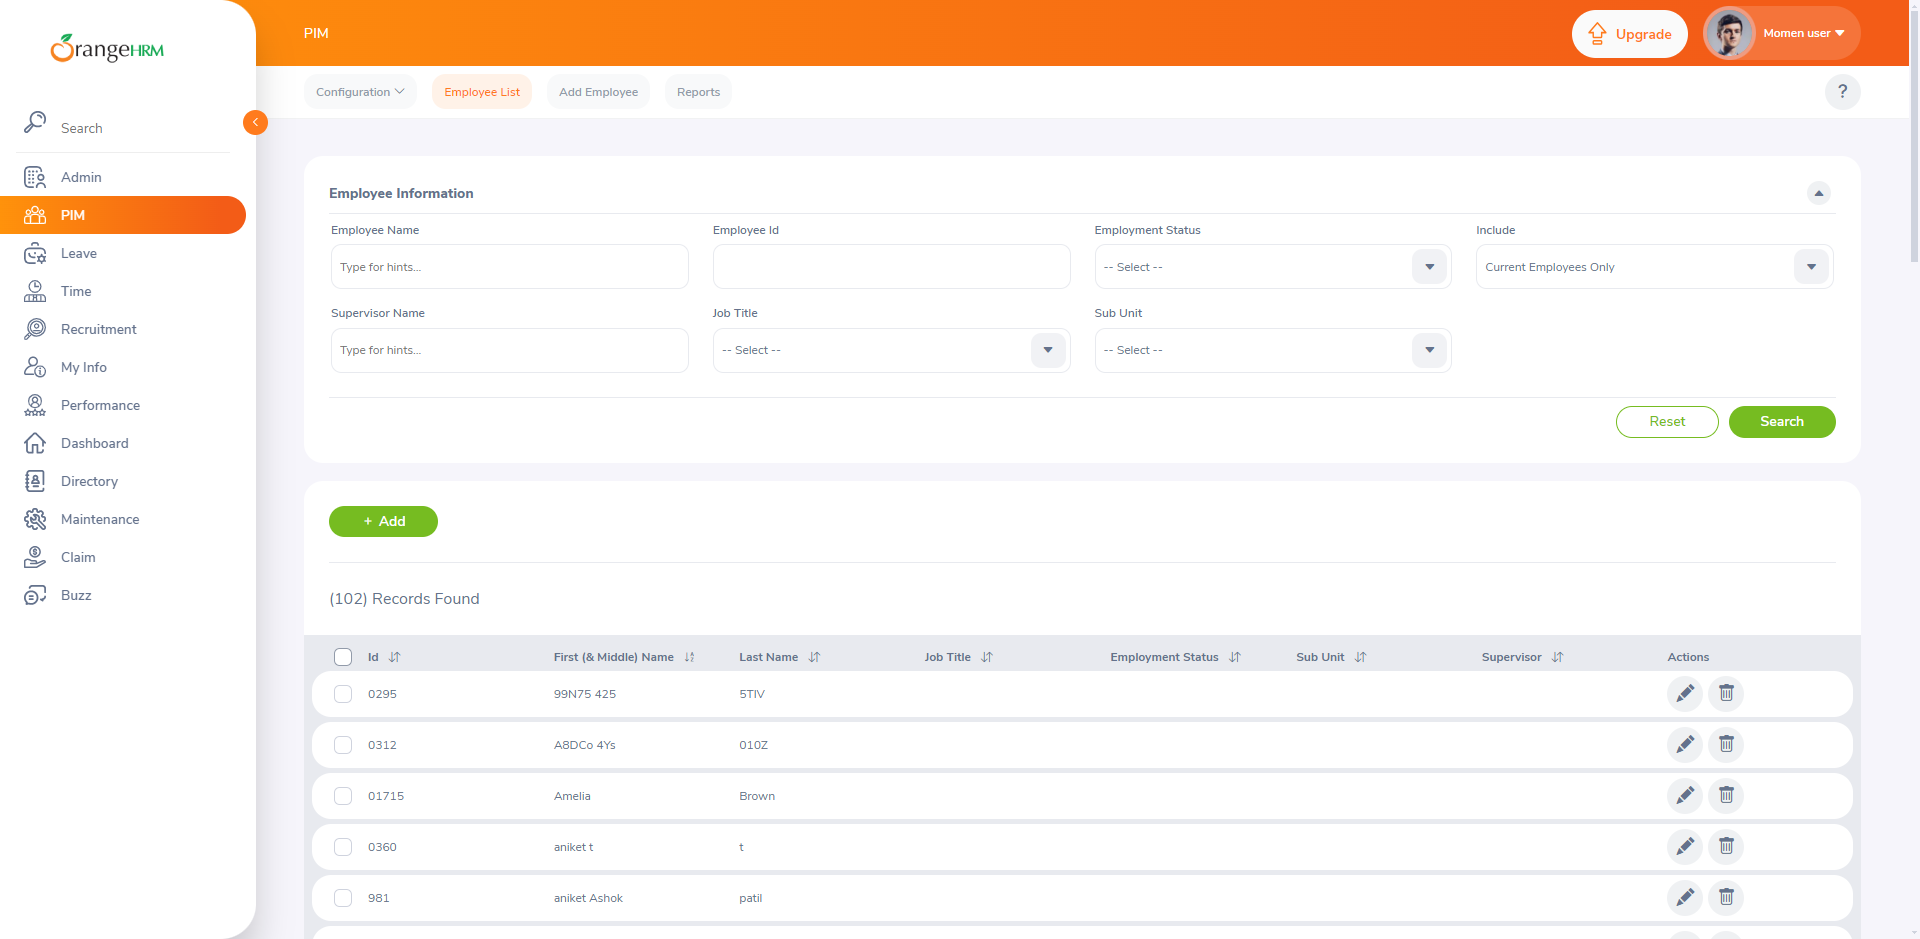 OrangeHRM
PIM
Upgrade
Momen user
Configuration
Employee List
Add Employee
Reports
?
Search
Admin
PIM
Leave
Time
Recruitment
My Info
Performance
Dashboard
Directory
Maintenance
Claim
Buzz
Employee Information
Employee Name
Employee Id
Employment Status
Include
Type for hints...
-- Select --
Current Employees Only
Supervisor Name
Job Title
Sub Unit
Type for hints...
-- Select --
-- Select --
Reset
Search
+ Add
(102) Records Found
Id First (& Middle) Name Last Name Job Title Employment Status Sub Unit Supervisor Actions
0295 99N75 425 5TIV
0312 A8DCo 4Ys 010Z
01715 Amelia Brown
0360 aniket t t
981 aniket Ashok patil